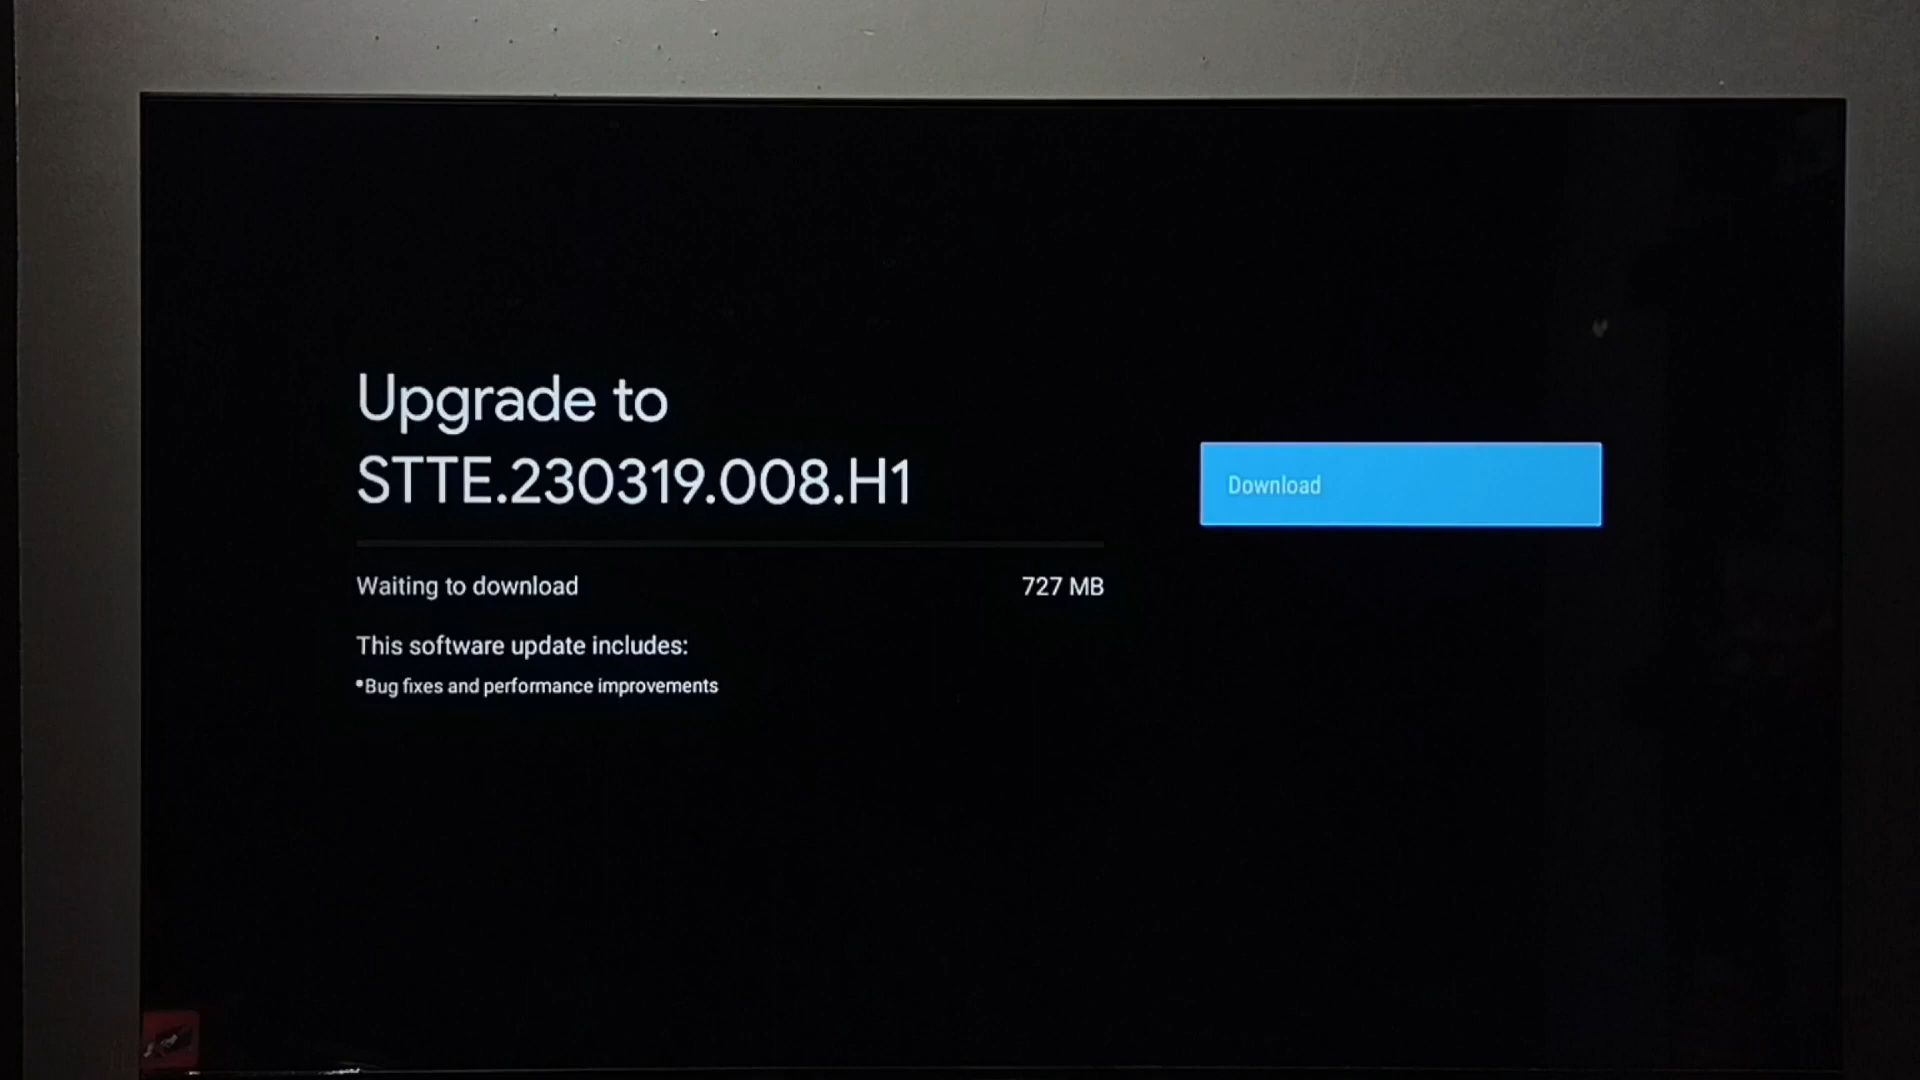 Upgrade to
STTE.230319.008.H1
Download
Waiting to download 727 MB
This software update includes:
•Bug fixes and performance improvements